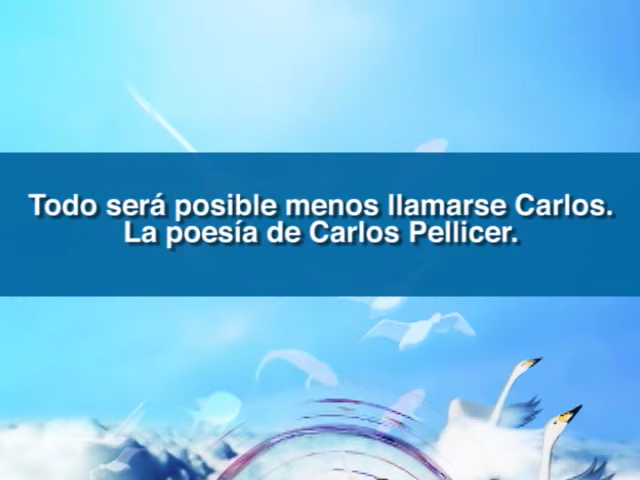 Todo será posible menos llamarse Carlos.
La poesía de Carlos Pellicer.